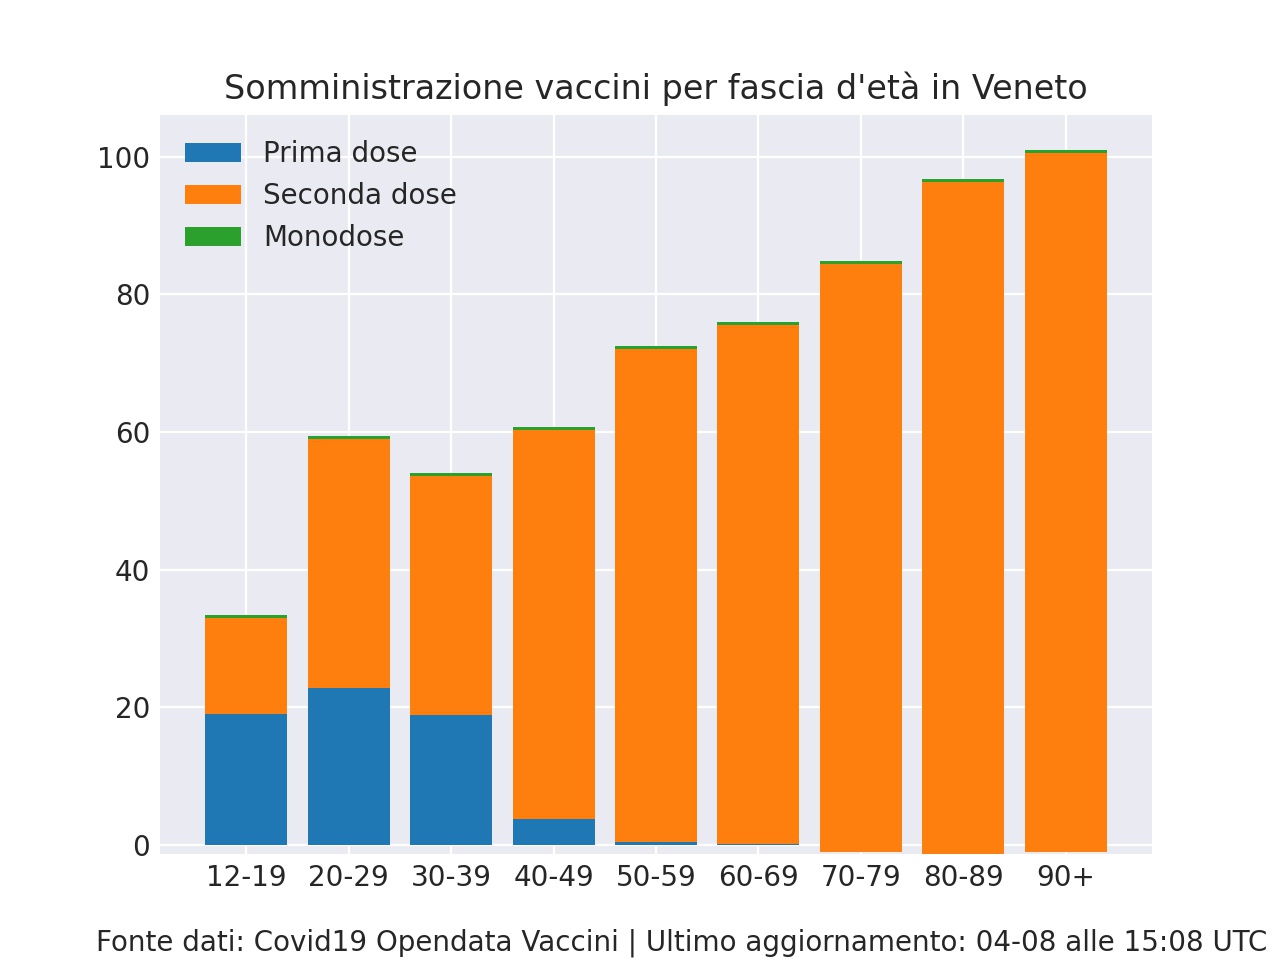 Somministrazione vaccini per fascia d'età in Veneto
Prima dose
Seconda dose
Monodose
100
80
60
40
20
0
12-19 20-29 30-39 40-49 50-59 60-69 70-79 80-89 90+
Fonte dati: Covid19 Opendata Vaccini | Ultimo aggiornamento: 04-08 alle 15:08 UTC